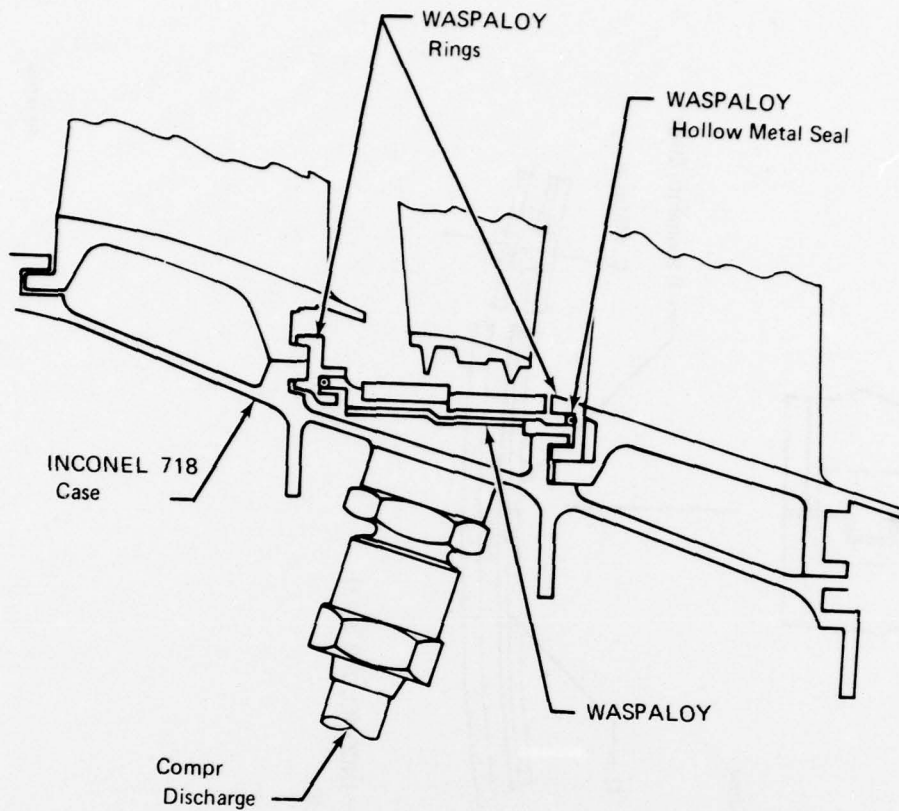 WASPALOY
Rings
WASPALOY
Hollow Metal Seal
INCONEL 718
Case
WASPALOY
Compr
Discharge